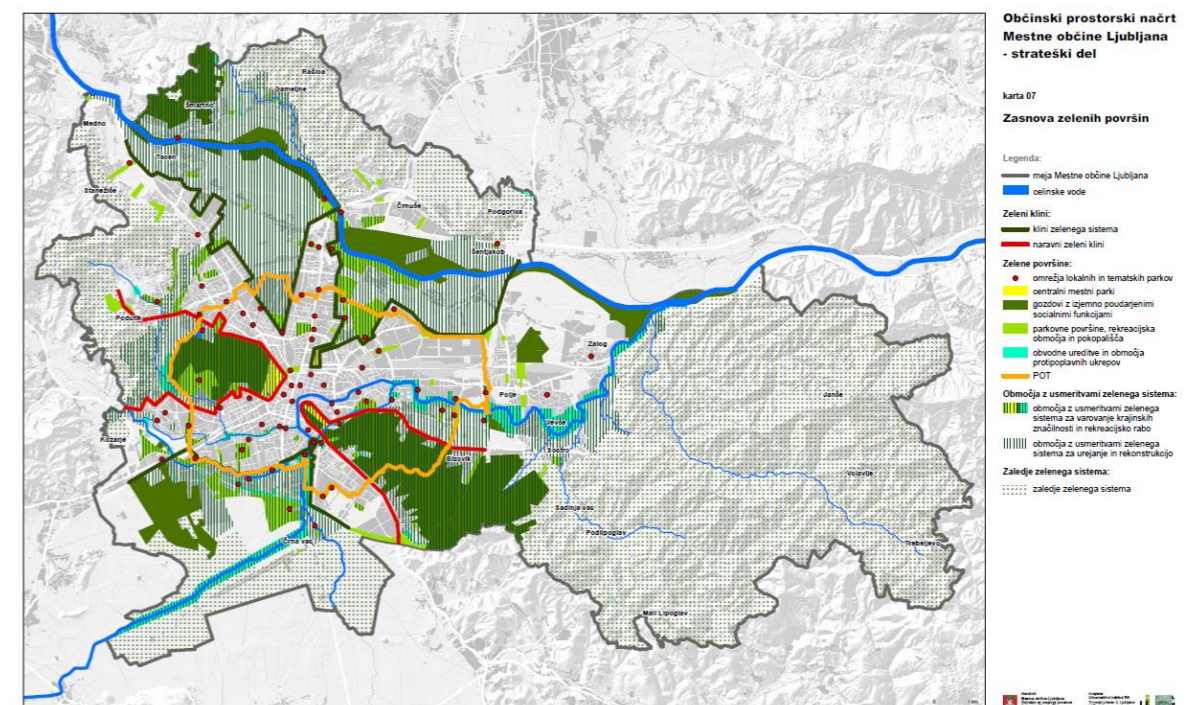 Občinski prostorski načrt
Mestne občine Ljubljana
- strateški del
karta 07
Zasnova zelenih površin
Legenda:
meja Mestne občine Ljubljana
celinske vode
Zeleni klini:
klini zelenega sistema
naravni zeleni klini
Zelene površine:
omrežja lokalnih in tematskih parkov
centralni mestni parki
gozdovi z izjemno poudarjenimi
socialnimi funkcijami
parkovne površine, rekreacijska
območja in pokopališča
obvodne ureditve in območja
protipoplavnih ukrepov
POT
Območja z usmeritvami zelenega sistema:
območja z usmeritvami zelenega
sistema za varovanje krajinskih
značilnosti in rekreacijsko rabo
območja z usmeritvami zelenega
sistema za urejanje in rekonstrukcijo
Zaledje zelenega sistema:
zaledje zelenega sistema
Rašica
Gameljne
Šmartno
Medno
Tacen
Stanežiče
Črnuče
Podgorica
Šentjakob
Podutik
Zalog
Polje
Janče
Vevče
Kozarje
Sostro
Bizovik
Volavlje
Sadinja vas
Podlipoglav
Črna vas
Trebeljevo
Mali Lipoglav